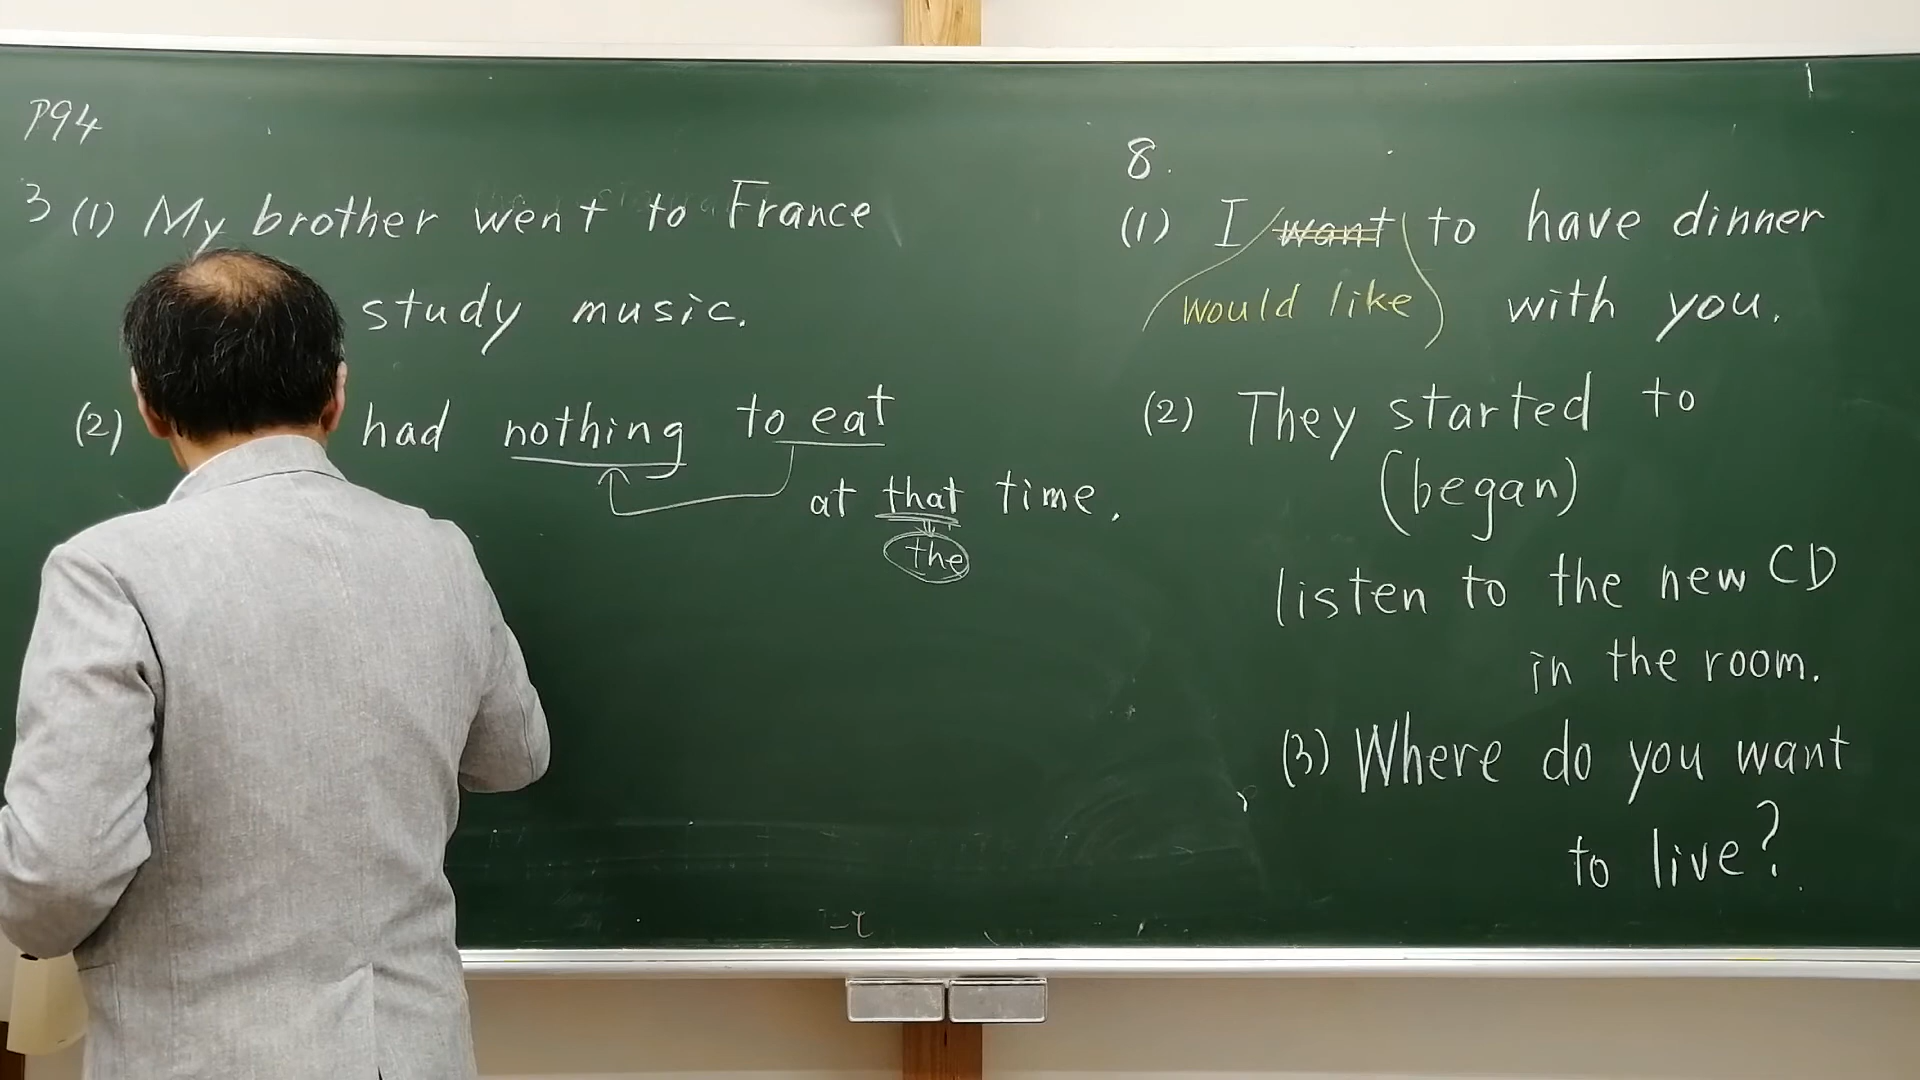 P94
3 (1) My brother went to France
study music.
(2) had nothing to eat
at that time.
the
8.
(1) I want to have dinner
would like with you.
(2) They started to
(began)
listen to the new CD
in the room.
(3) Where do you want
to live?